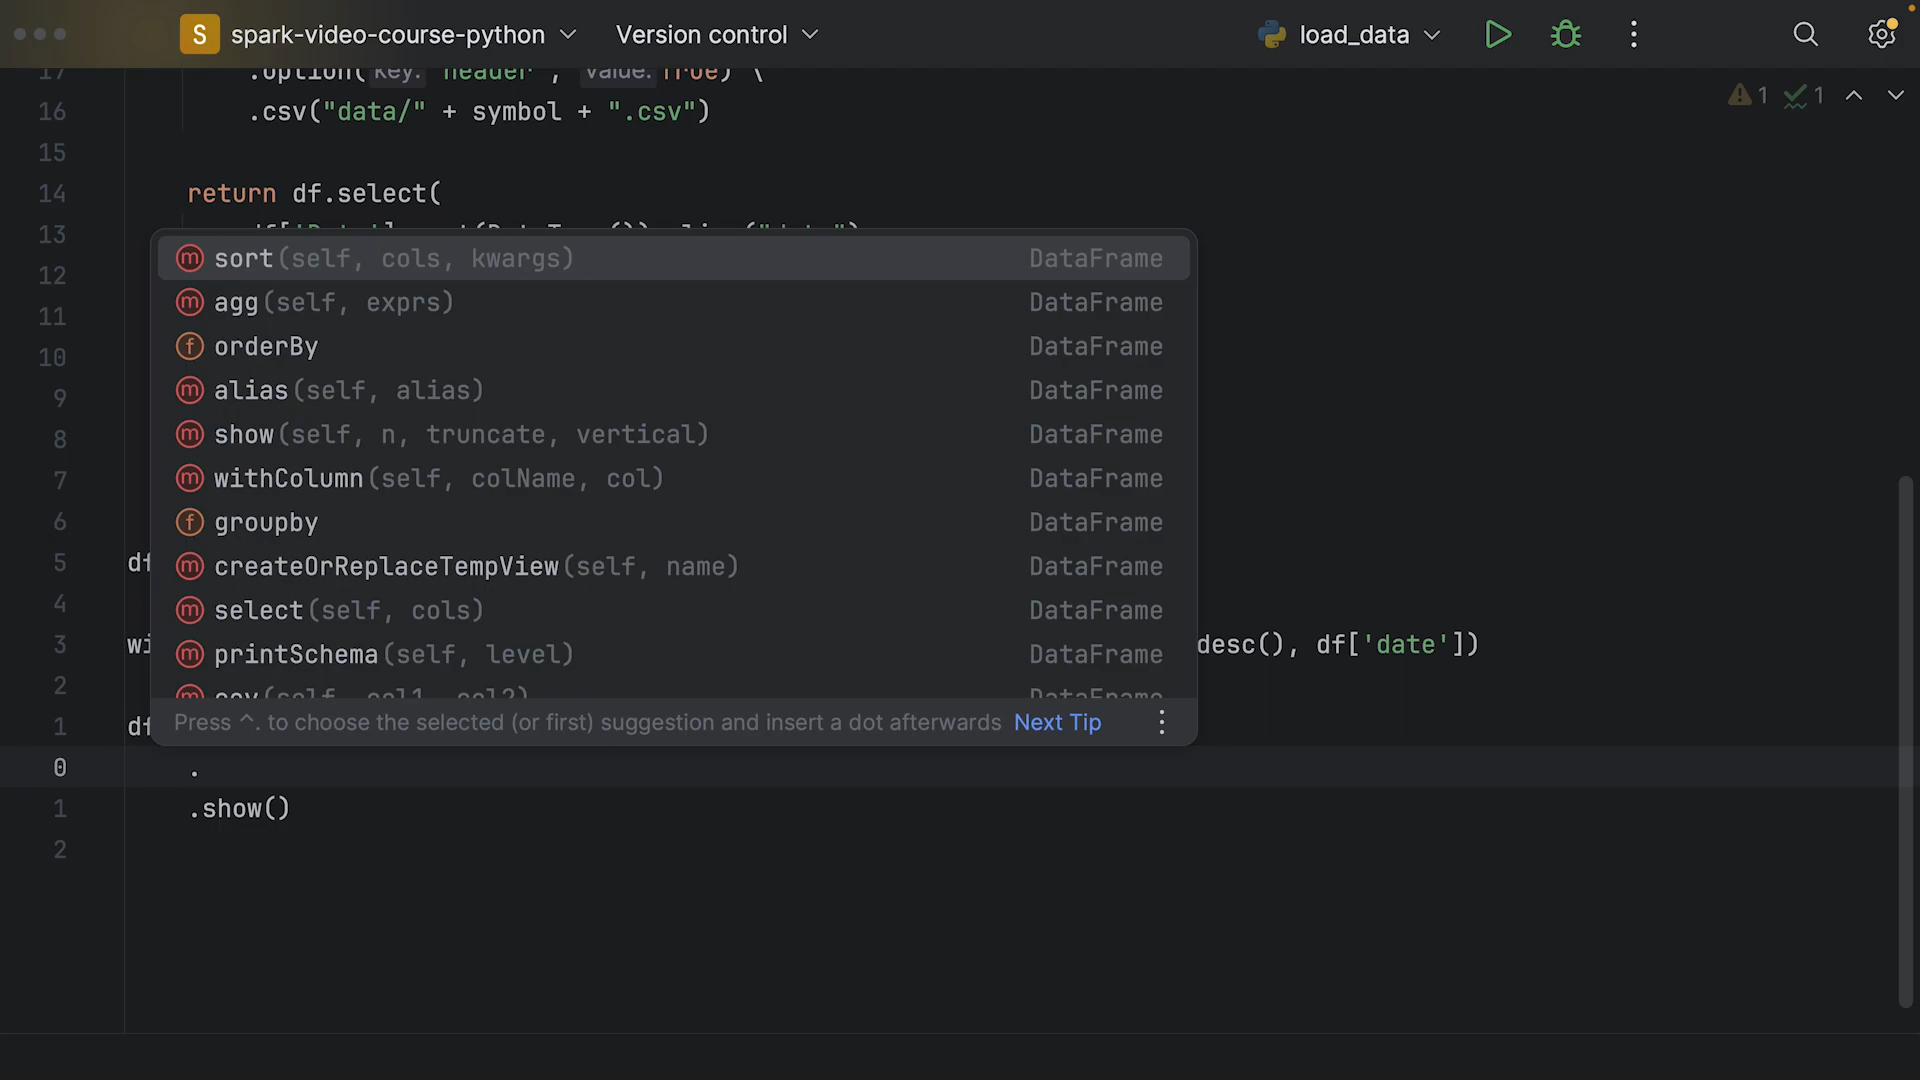 S spark-video-course-python Version control load_data
17 .option(key: "header", value: True) \
16 .csv("data/" + symbol + ".csv")
1 1
15
14 return df.select(
13
12
11
10
9
8
7
6
5 df
4
3 wi desc(), df['date'])
2
1 df
sort(self, cols, kwargs) DataFrame
agg(self, exprs) DataFrame
orderBy DataFrame
alias(self, alias) DataFrame
show(self, n, truncate, vertical) DataFrame
withColumn(self, colName, col) DataFrame
groupby DataFrame
createOrReplaceTempView(self, name) DataFrame
select(self, cols) DataFrame
printSchema(self, level) DataFrame
cov(self, col1, col2) DataFrame
Press ^. to choose the selected (or first) suggestion and insert a dot afterwards Next Tip
0 .
1 .show()
2